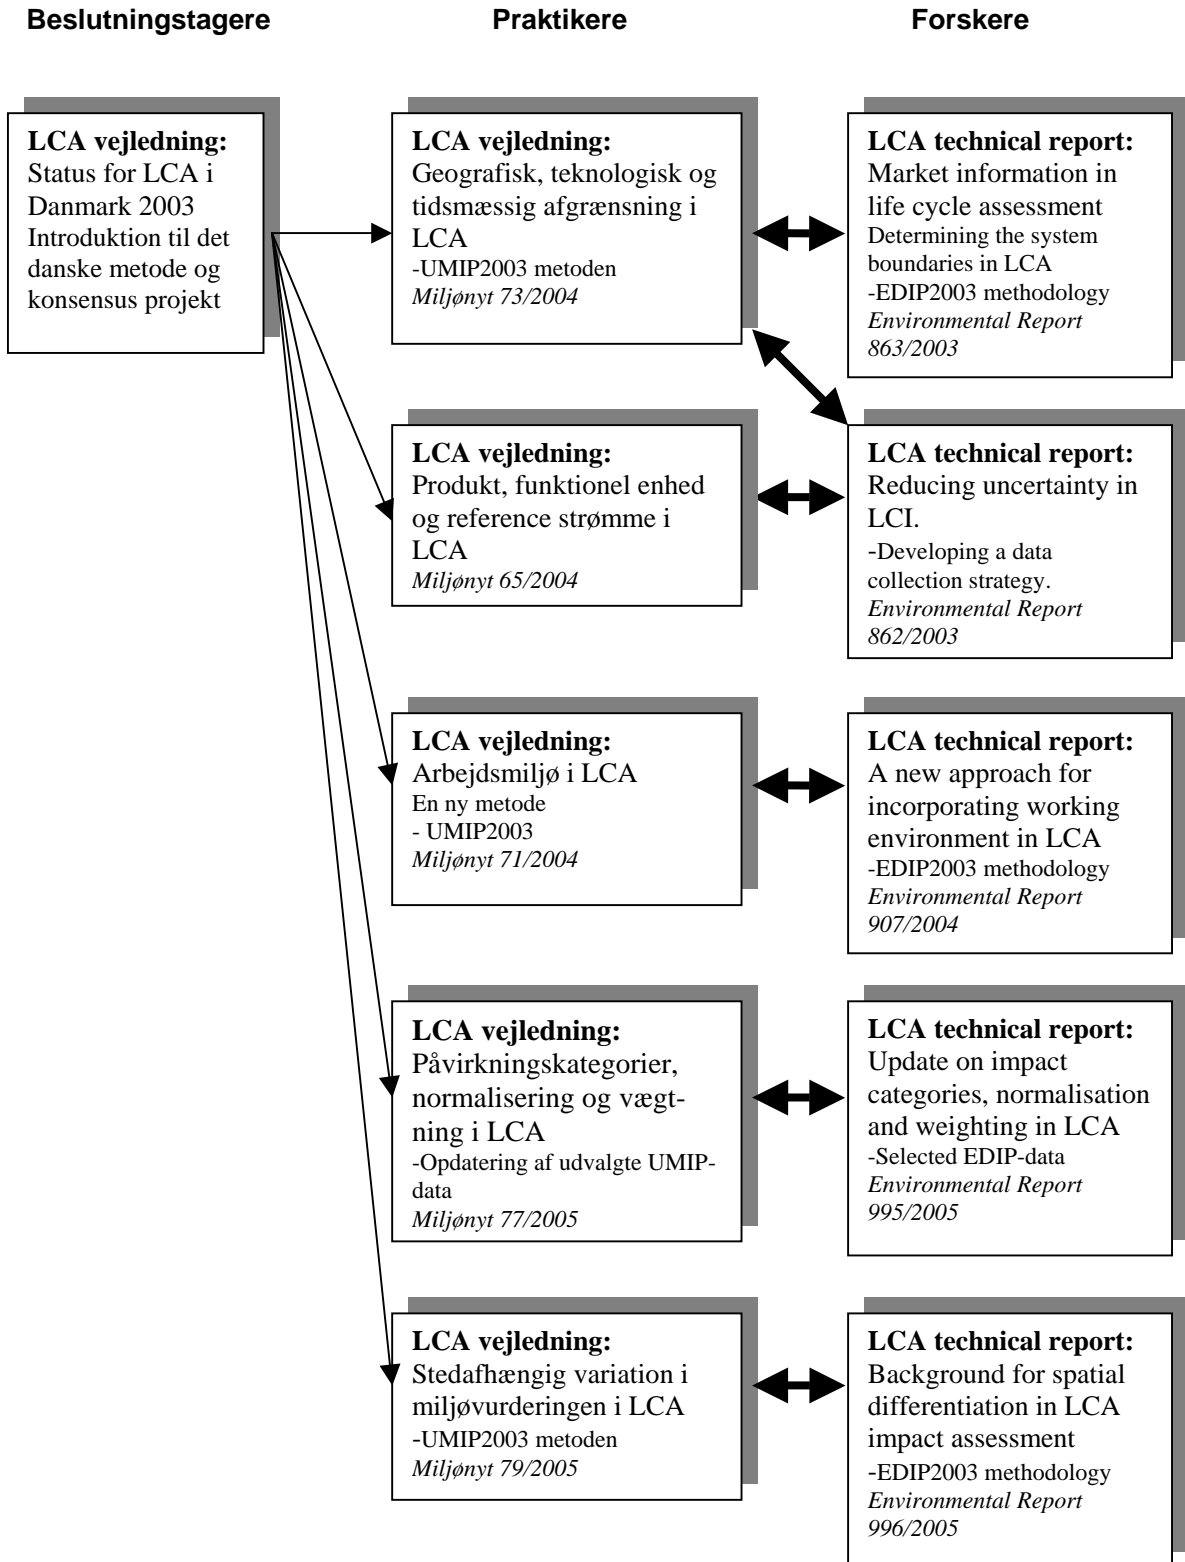 Beslutningstagere
Praktikere
Forskere
LCA vejledning:
Status for LCA i
Danmark 2003
Introduktion til det
danske metode og
konsensus projekt
LCA vejledning:
Geografisk, teknologisk og
tidsmæssig afgrænsning i
LCA
-UMIP2003 metoden
Miljønyt 73/2004
LCA technical report:
Market information in
life cycle assessment
Determining the system
boundaries in LCA
-EDIP2003 methodology
Environmental Report
863/2003
LCA vejledning:
Produkt, funktionel enhed
og reference strømme i
LCA
Miljønyt 65/2004
LCA technical report:
Reducing uncertainty in
LCI.
-Developing a data
collection strategy.
Environmental Report
862/2003
LCA vejledning:
Arbejdsmiljø i LCA
En ny metode
- UMIP2003
Miljønyt 71/2004
LCA technical report:
A new approach for
incorporating working
environment in LCA
-EDIP2003 methodology
Environmental Report
907/2004
LCA vejledning:
Påvirkningskategorier,
normalisering og vægt-
ning i LCA
-Opdatering af udvalgte UMIP-
data
Miljønyt 77/2005
LCA technical report:
Update on impact
categories, normalisation
and weighting in LCA
-Selected EDIP-data
Environmental Report
995/2005
LCA vejledning:
Stedafhængig variation i
miljøvurderingen i LCA
-UMIP2003 metoden
Miljønyt 79/2005
LCA technical report:
Background for spatial
differentiation in LCA
impact assessment
-EDIP2003 methodology
Environmental Report
996/2005